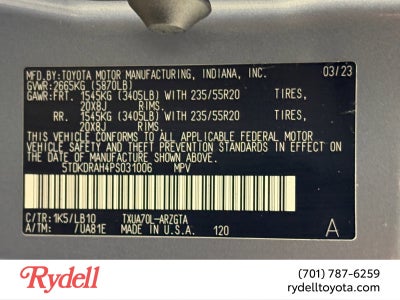 MFD.BY:TOYOTA MOTOR MANUFACTURING, INDIANA, INC. 03/23
GVWR: 2665KG (5870LB)
GAWR:FRT. 1545KG (3405LB) WITH 235/55R20 TIRES,
20X8J RIMS.
RR. 1545KG (3405LB) WITH 235/55R20 TIRES,
20X8J RIMS.
THIS VEHICLE CONFORMS TO ALL APPLICABLE FEDERAL MOTOR
VEHICLE SAFETY AND THEFT PREVENTION STANDARDS IN EFFECT
ON THE DATE OF MANUFACTURE SHOWN ABOVE.
5TDKDRAH4PS031006 MPV
C/TR: 1K5/LB10 TXUA70L-ARZGTA
A/TM: /UA81E MADE IN U.S.A. 120 A
Rydell (701) 787-6259
rydelltoyota.com